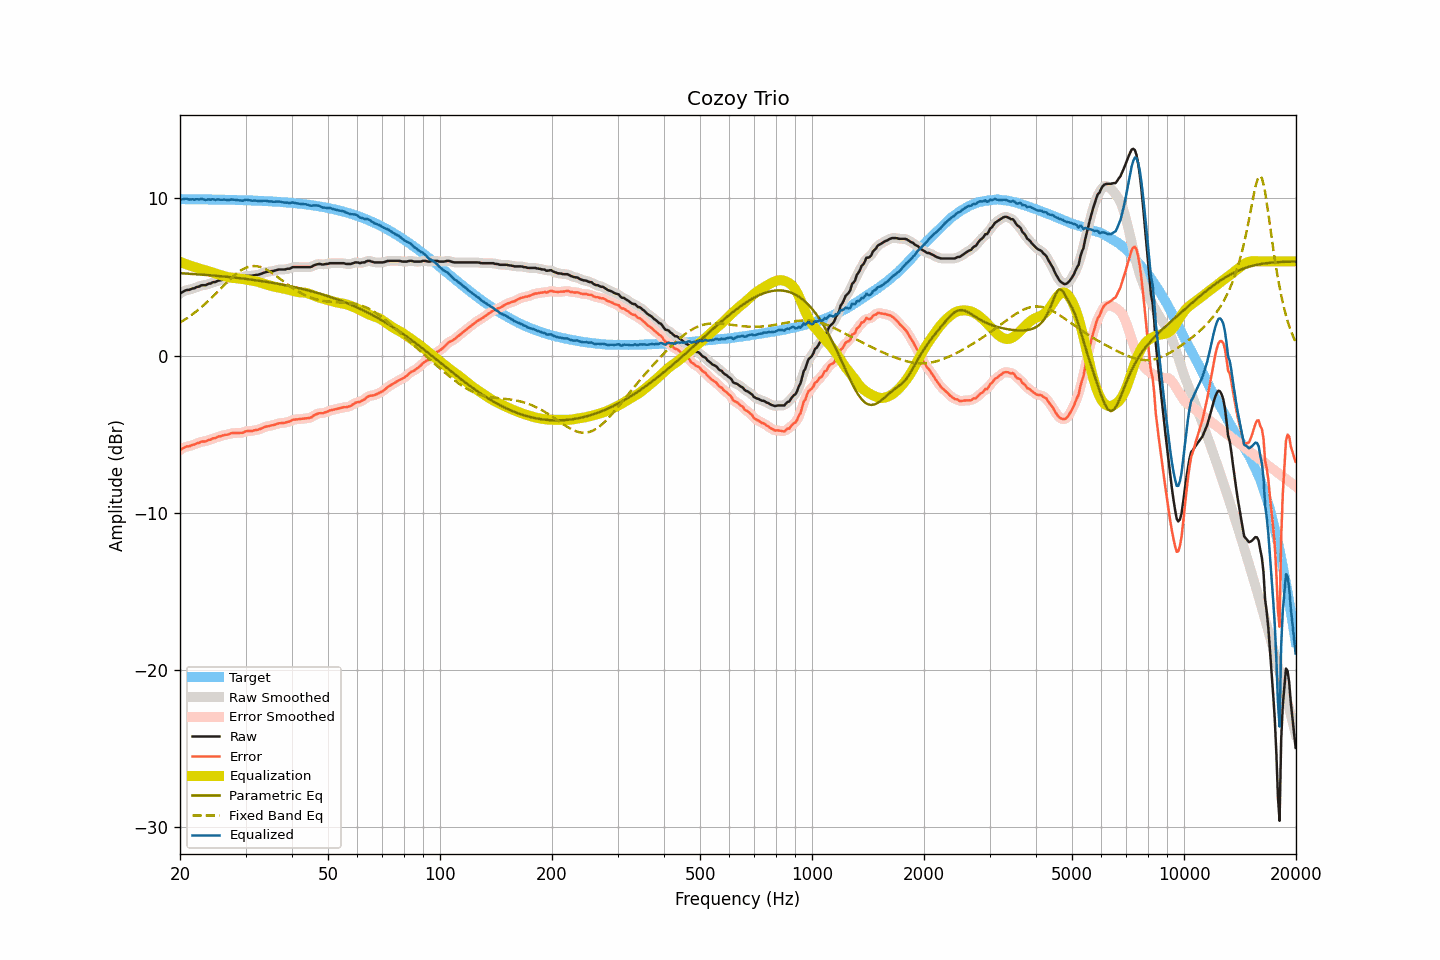 Cozoy Trio
Amplitude (dBr)
10
0
−10
−20
−30
Target
Raw Smoothed
Error Smoothed
Raw
Error
Equalization
Parametric Eq
Fixed Band Eq
Equalized
20 50 100 200 500 1000 2000 5000 10000 20000
Frequency (Hz)